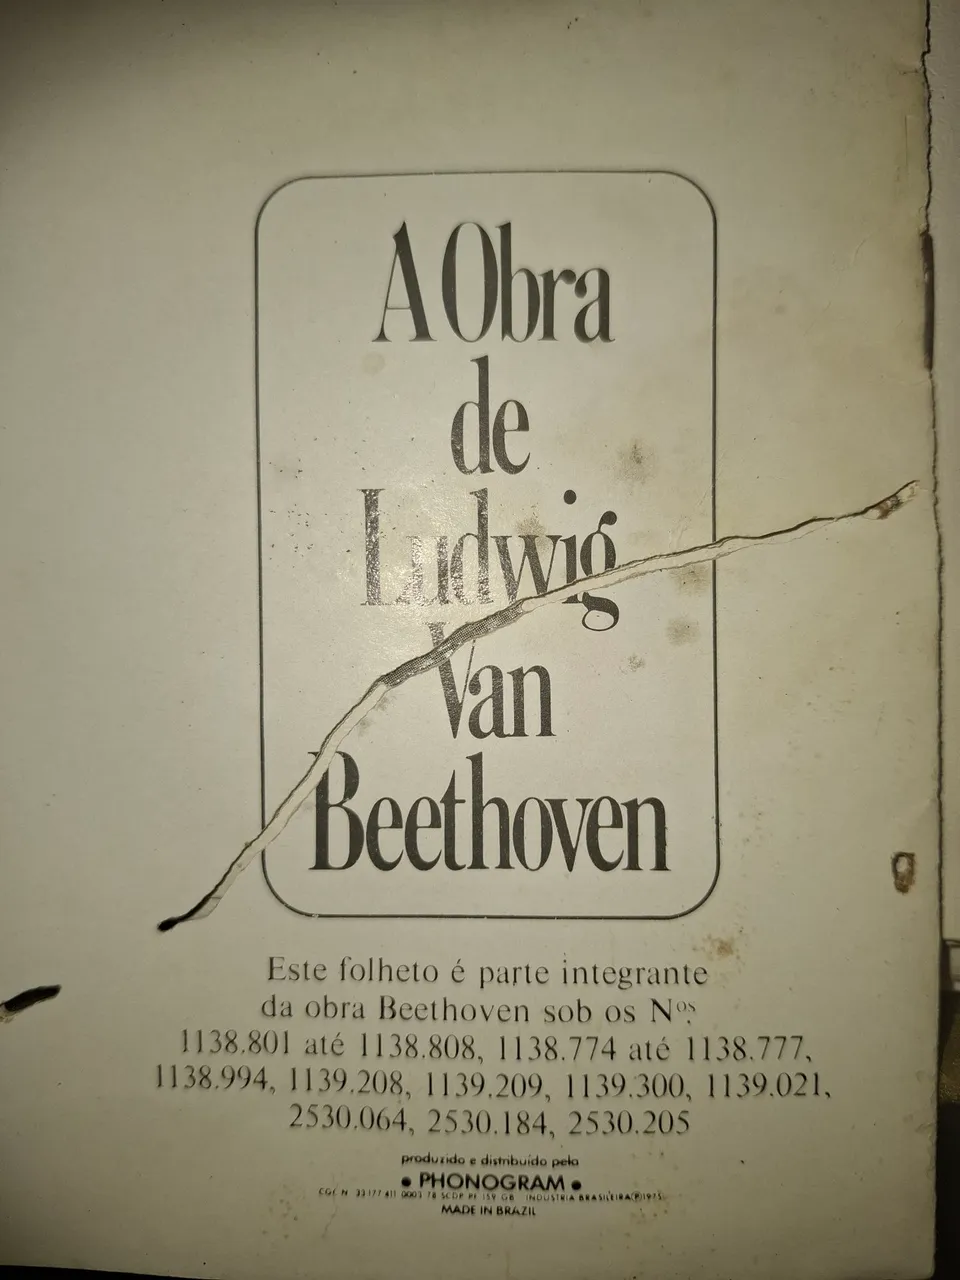 A Obra
de
Ludwig
Van
Beethoven
Este folheto é parte integrante
da obra Beethoven sob os Nos.
1138.801 até 1138.808, 1138.774 até 1138.777,
1138.994, 1139.208, 1139.209, 1139.300, 1139.021,
2530.064, 2530.184, 2530.205
produzido e distribuído pela
• PHONOGRAM •
INDUSTRIA BRASILEIRA Ⓟ 1975
MADE IN BRAZIL